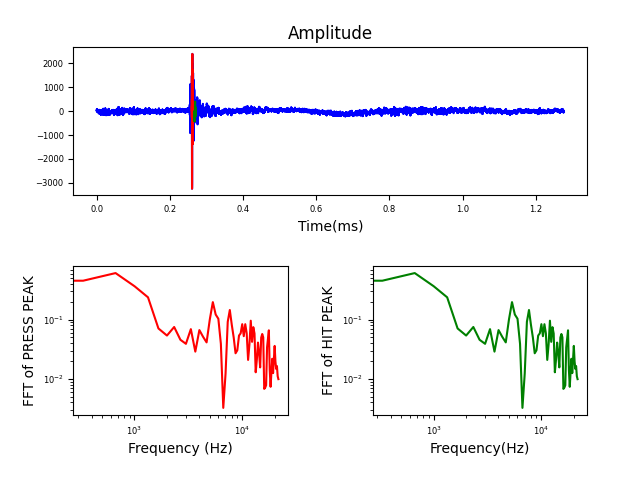 Amplitude
2000
1000
0
−1000
−2000
−3000
0.0 0.2 0.4 0.6 0.8 1.0 1.2
Time(ms)
FFT of PRESS PEAK
10⁻¹
10⁻²
10³ 10⁴
Frequency (Hz)
FFT of HIT PEAK
10⁻¹
10⁻²
10³ 10⁴
Frequency(Hz)